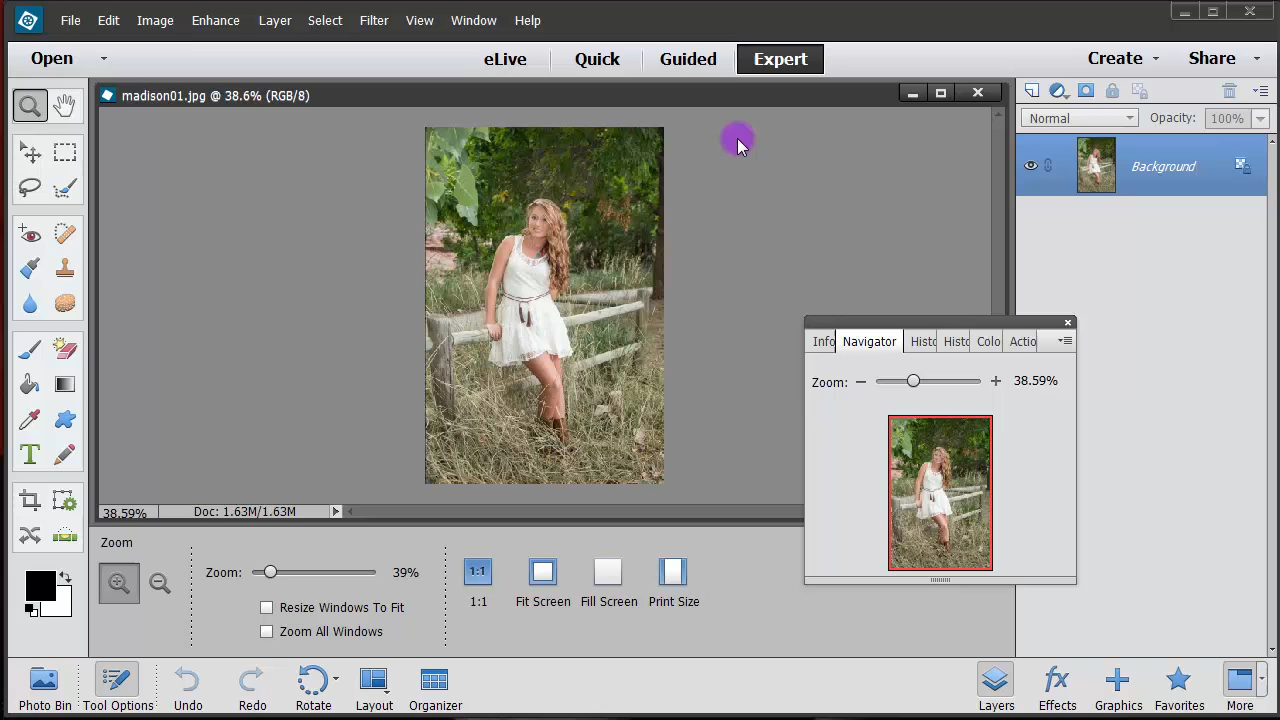 File Edit Image Enhance Layer Select Filter View Window Help
Open eLive Quick Guided Expert Create Share
madison01.jpg @ 38.6% (RGB/8)
Normal Opacity: 100%
Background
Info Navigator Histo Histo Colo Actio
Zoom: 38.59%
38.59% Doc: 1.63M/1.63M
Zoom
Zoom: 39%
1:1
Resize Windows To Fit
Zoom All Windows
1:1 Fit Screen Fill Screen Print Size
Photo Bin Tool Options Undo Redo Rotate Layout Organizer Layers Effects Graphics Favorites More